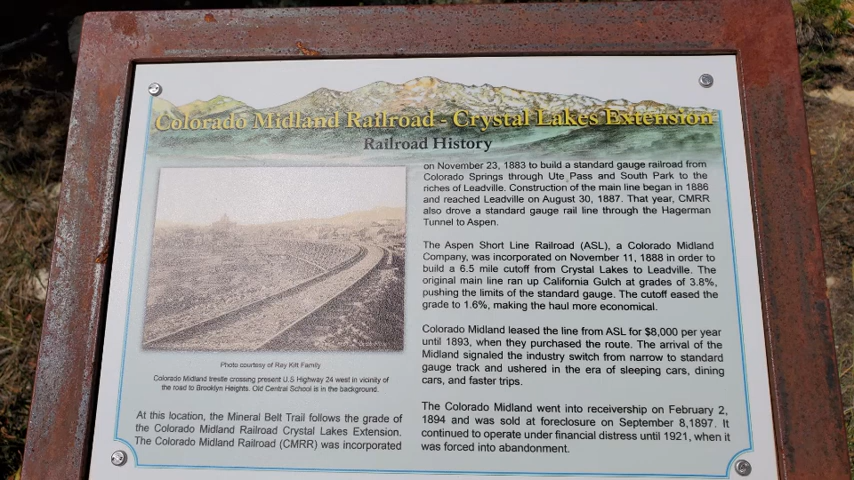 Colorado Midland Railroad - Crystal Lakes Extension
Railroad History
Photo courtesy of Ray Kitt Family
Colorado Midland trestle crossing present U.S Highway 24 west in vicinity of
the road to Brooklyn Heights. Old Central School is in the background.
At this location, the Mineral Belt Trail follows the grade of
the Colorado Midland Railroad Crystal Lakes Extension.
The Colorado Midland Railroad (CMRR) was incorporated
on November 23, 1883 to build a standard gauge railroad from
Colorado Springs through Ute Pass and South Park to the
riches of Leadville. Construction of the main line began in 1886
and reached Leadville on August 30, 1887. That year, CMRR
also drove a standard gauge rail line through the Hagerman
Tunnel to Aspen.
The Aspen Short Line Railroad (ASL), a Colorado Midland
Company, was incorporated on November 11, 1888 in order to
build a 6.5 mile cutoff from Crystal Lakes to Leadville. The
original main line ran up California Gulch at grades of 3.8%,
pushing the limits of the standard gauge. The cutoff eased the
grade to 1.6%, making the haul more economical.
Colorado Midland leased the line from ASL for $8,000 per year
until 1893, when they purchased the route. The arrival of the
Midland signaled the industry switch from narrow to standard
gauge track and ushered in the era of sleeping cars, dining
cars, and faster trips.
The Colorado Midland went into receivership on February 2,
1894 and was sold at foreclosure on September 8,1897. It
continued to operate under financial distress until 1921, when it
was forced into abandonment.